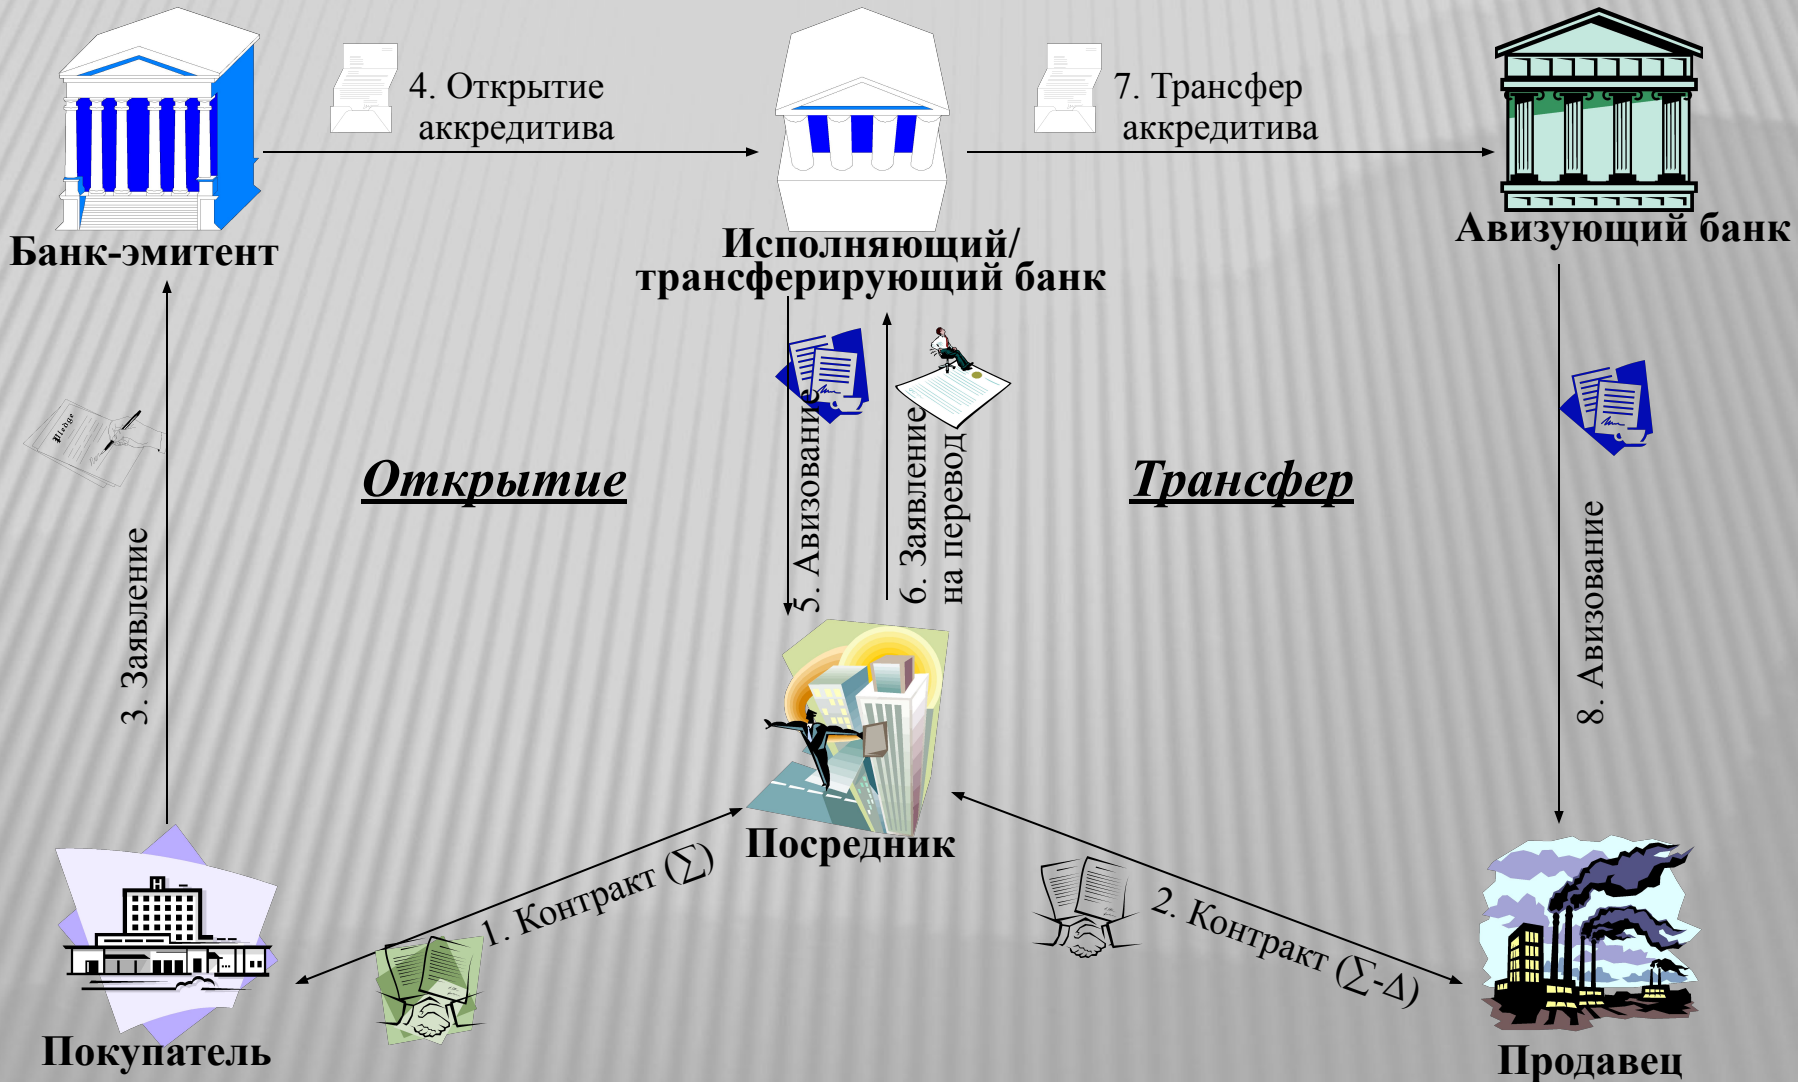 4. Открытие
аккредитива
7. Трансфер
аккредитива
Банк-эмитент
Исполняющий/
трансферирующий банк
Авизующий банк
Pledge
Открытие
Трансфер
3. Заявление
5. Авизование
6. Заявление
на перевод
8. Авизование
Посредник
1. Контракт (∑)
2. Контракт (∑-Δ)
H
Покупатель
Продавец